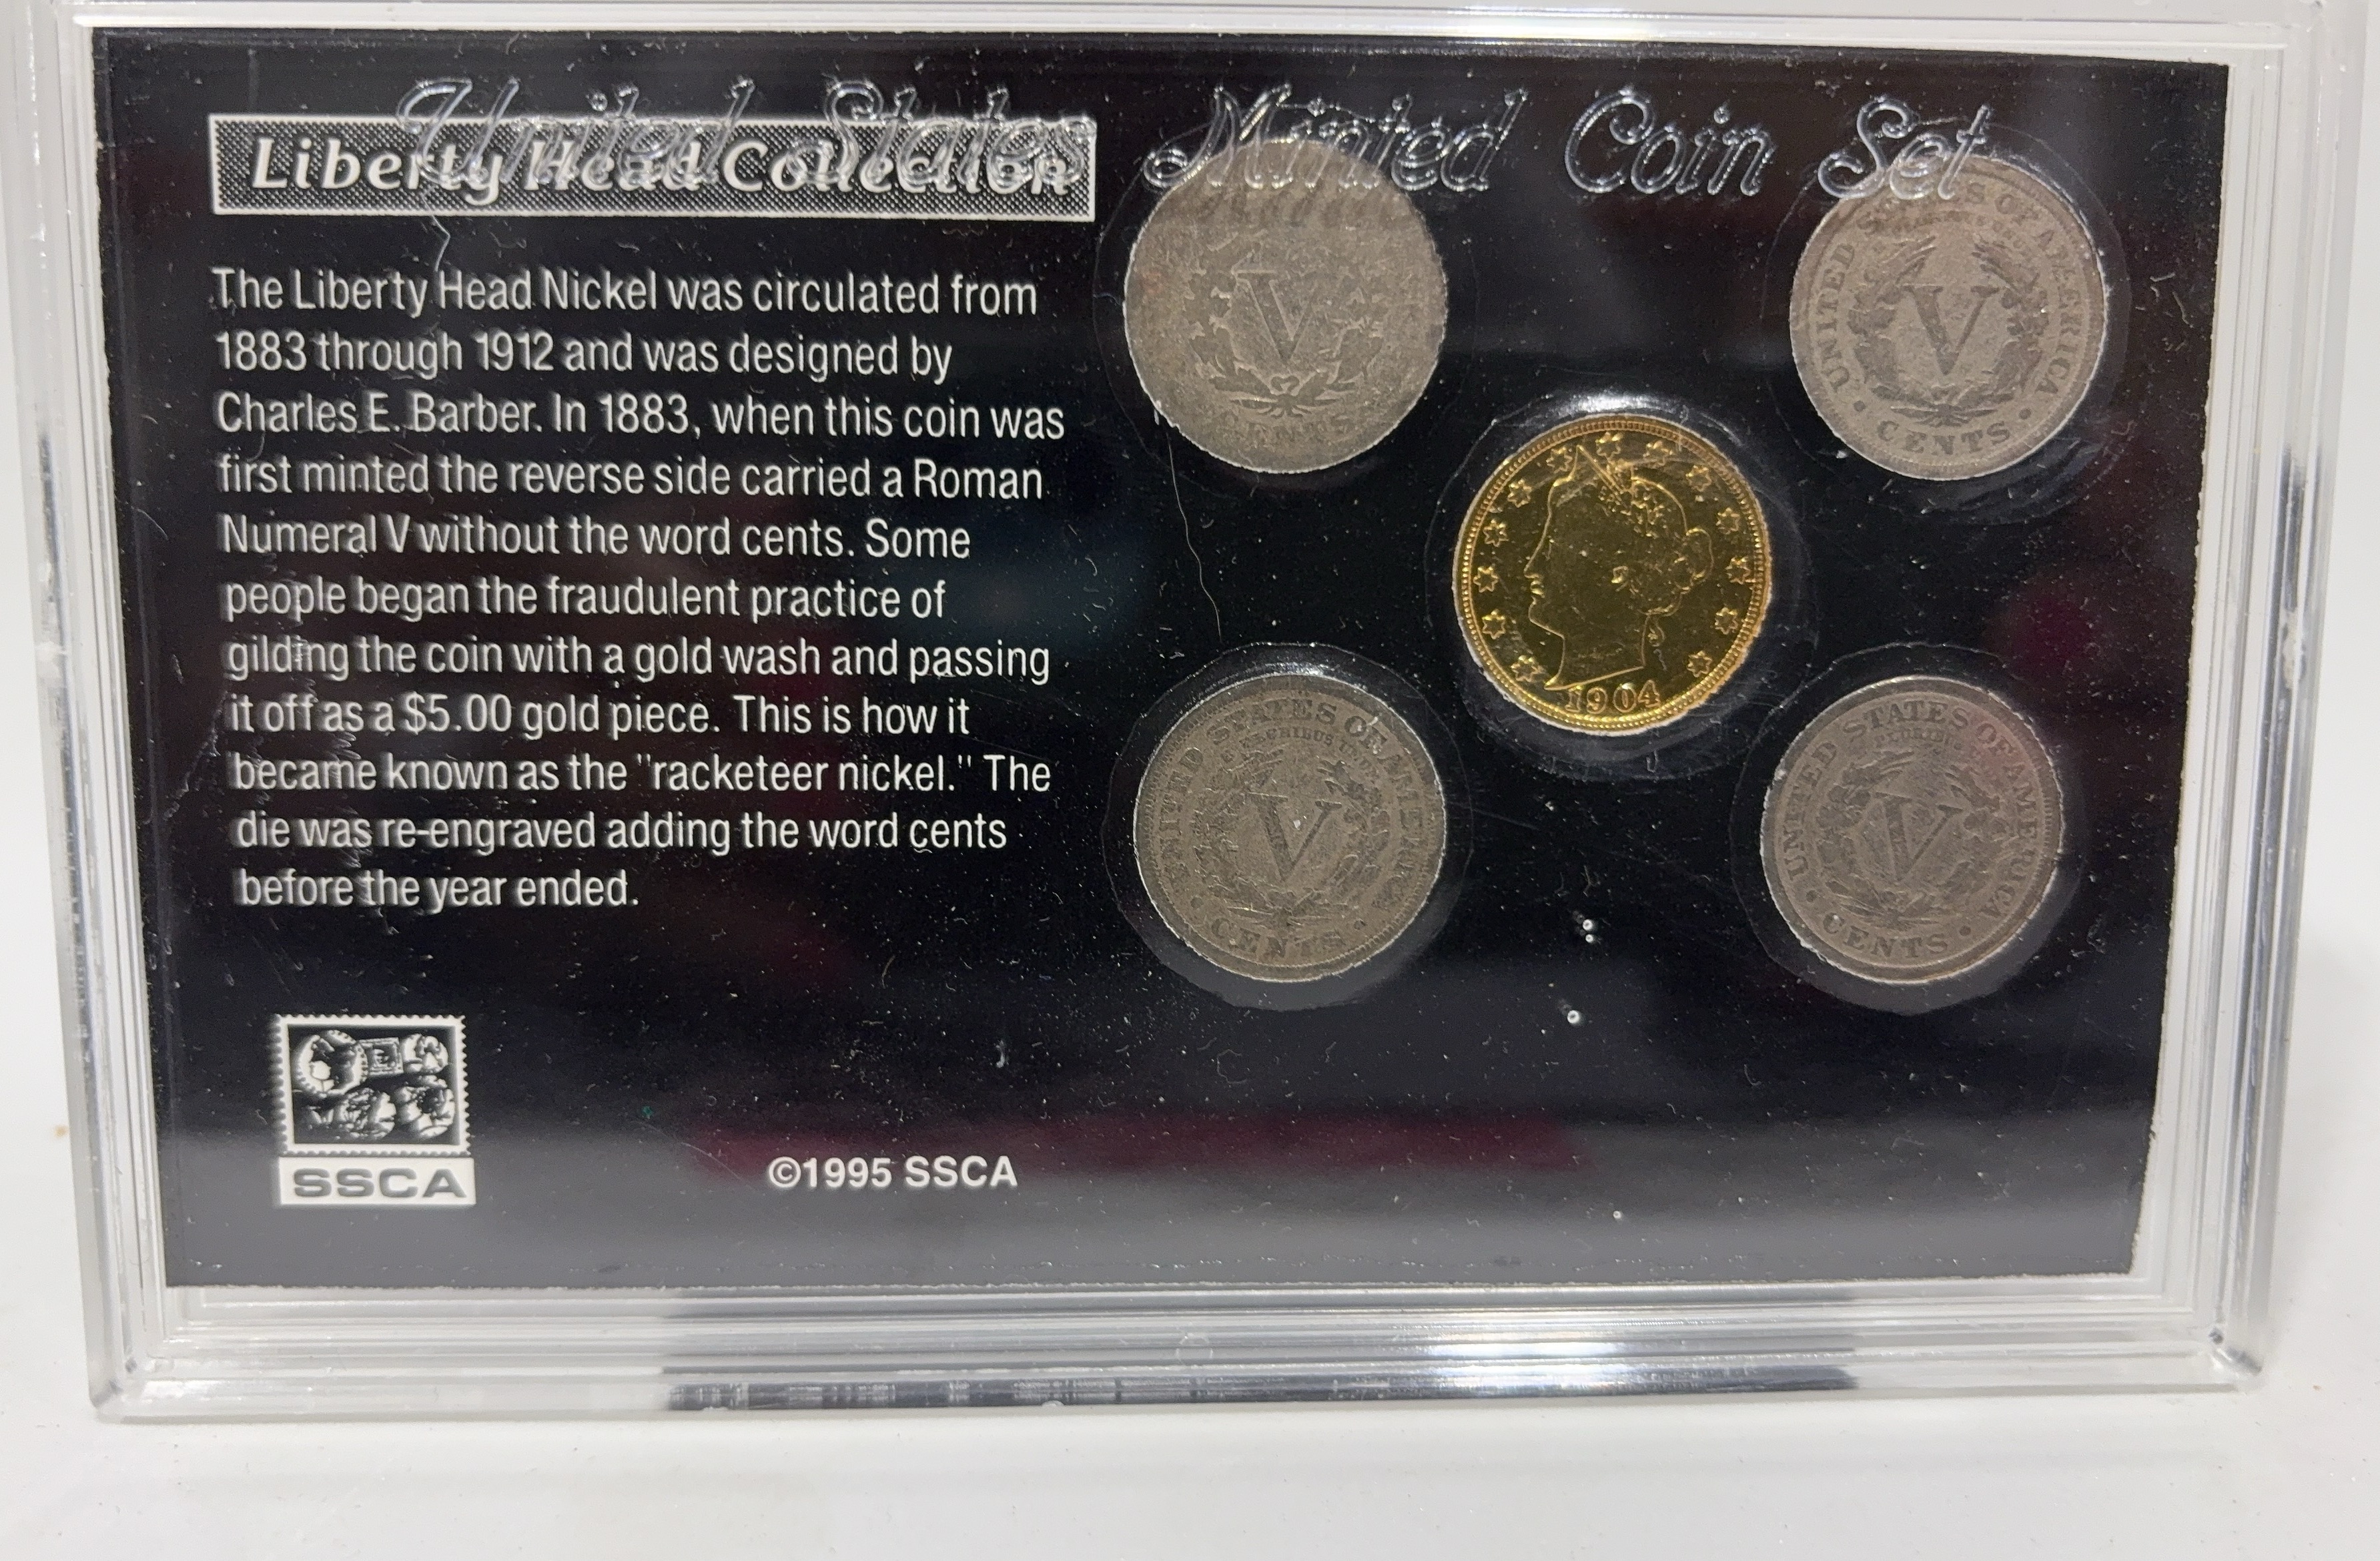 United States Minted Coin Set
Liberty Head Collection
The Liberty Head Nickel was circulated from
1883 through 1912 and was designed by
Charles E. Barber. In 1883, when this coin was
first minted the reverse side carried a Roman
Numeral V without the word cents. Some
people began the fraudulent practice of
gilding the coin with a gold wash and passing
it off as a $5.00 gold piece. This is how it
became known as the "racketeer nickel." The
die was re-engraved adding the word cents
before the year ended.
SSCA
©1995 SSCA
V
CENTS
UNITED STATES OF AMERICA
V
CENTS
1904
UNITED STATES OF AMERICA
V
CENTS
UNITED STATES OF AMERICA
V
CENTS